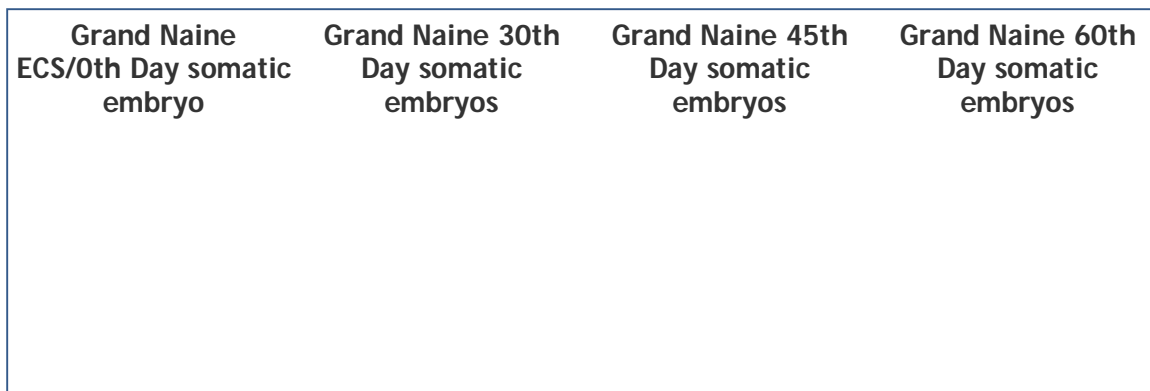 Grand Naine
ECS/0th Day somatic
embryo
Grand Naine 30th
Day somatic
embryos
Grand Naine 45th
Day somatic
embryos
Grand Naine 60th
Day somatic
embryos